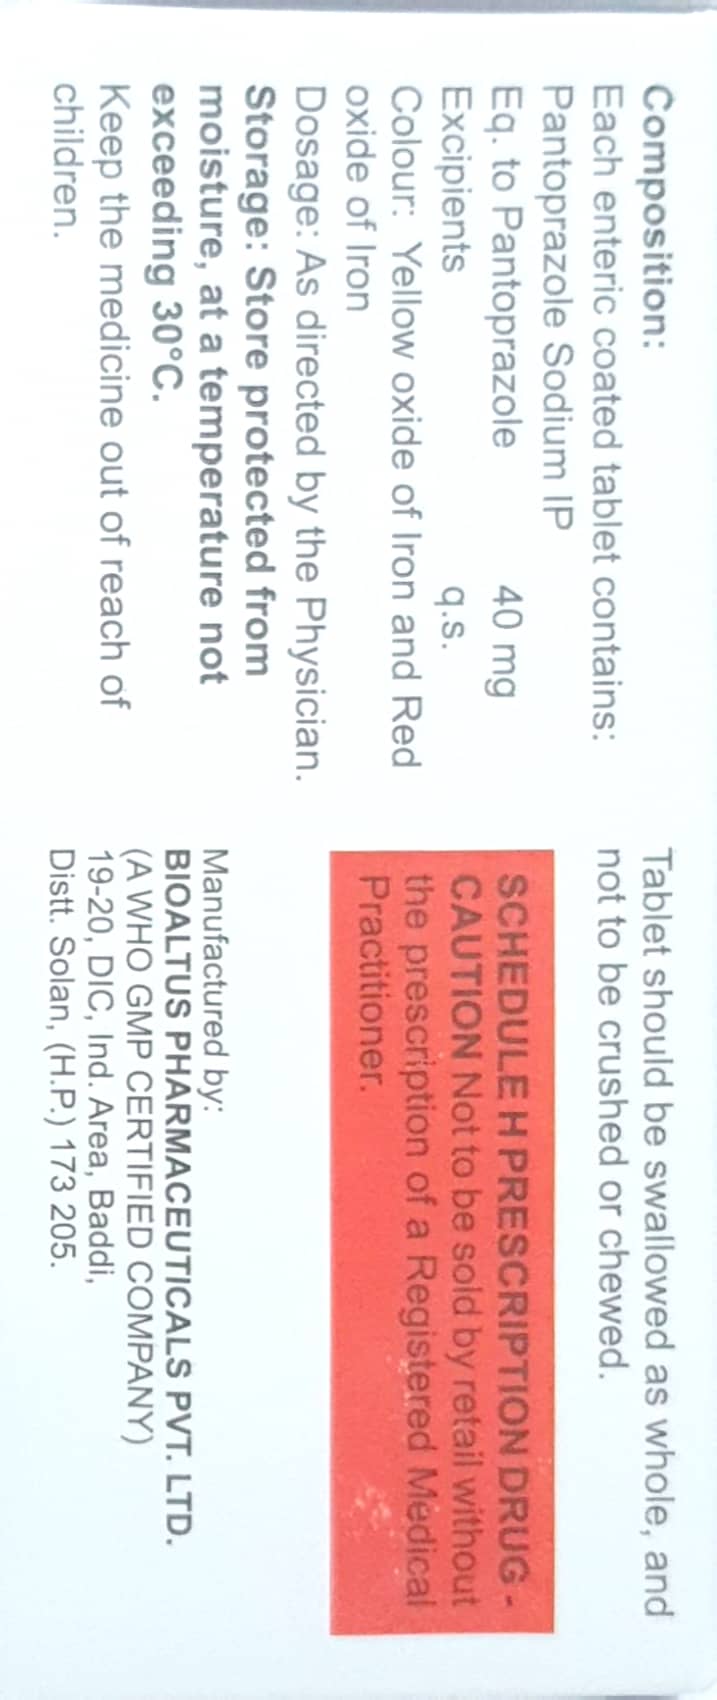 Composition:
Each enteric coated tablet contains:
Pantoprazole Sodium IP
Eq. to Pantoprazole 40 mg
Excipients q.s.
Colour: Yellow oxide of Iron and Red
oxide of Iron
Dosage: As directed by the Physician.
Storage: Store protected from
moisture, at a temperature not
exceeding 30°C.
Keep the medicine out of reach of
children.
Tablet should be swallowed as whole, and
not to be crushed or chewed.
SCHEDULE H PRESCRIPTION DRUG -
CAUTION Not to be sold by retail without
the prescription of a Registered Medical
Practitioner.
Manufactured by:
BIOALTUS PHARMACEUTICALS PVT. LTD.
(A WHO GMP CERTIFIED COMPANY)
19-20, DIC, Ind. Area, Baddi,
Distt. Solan, (H.P.) 173 205.